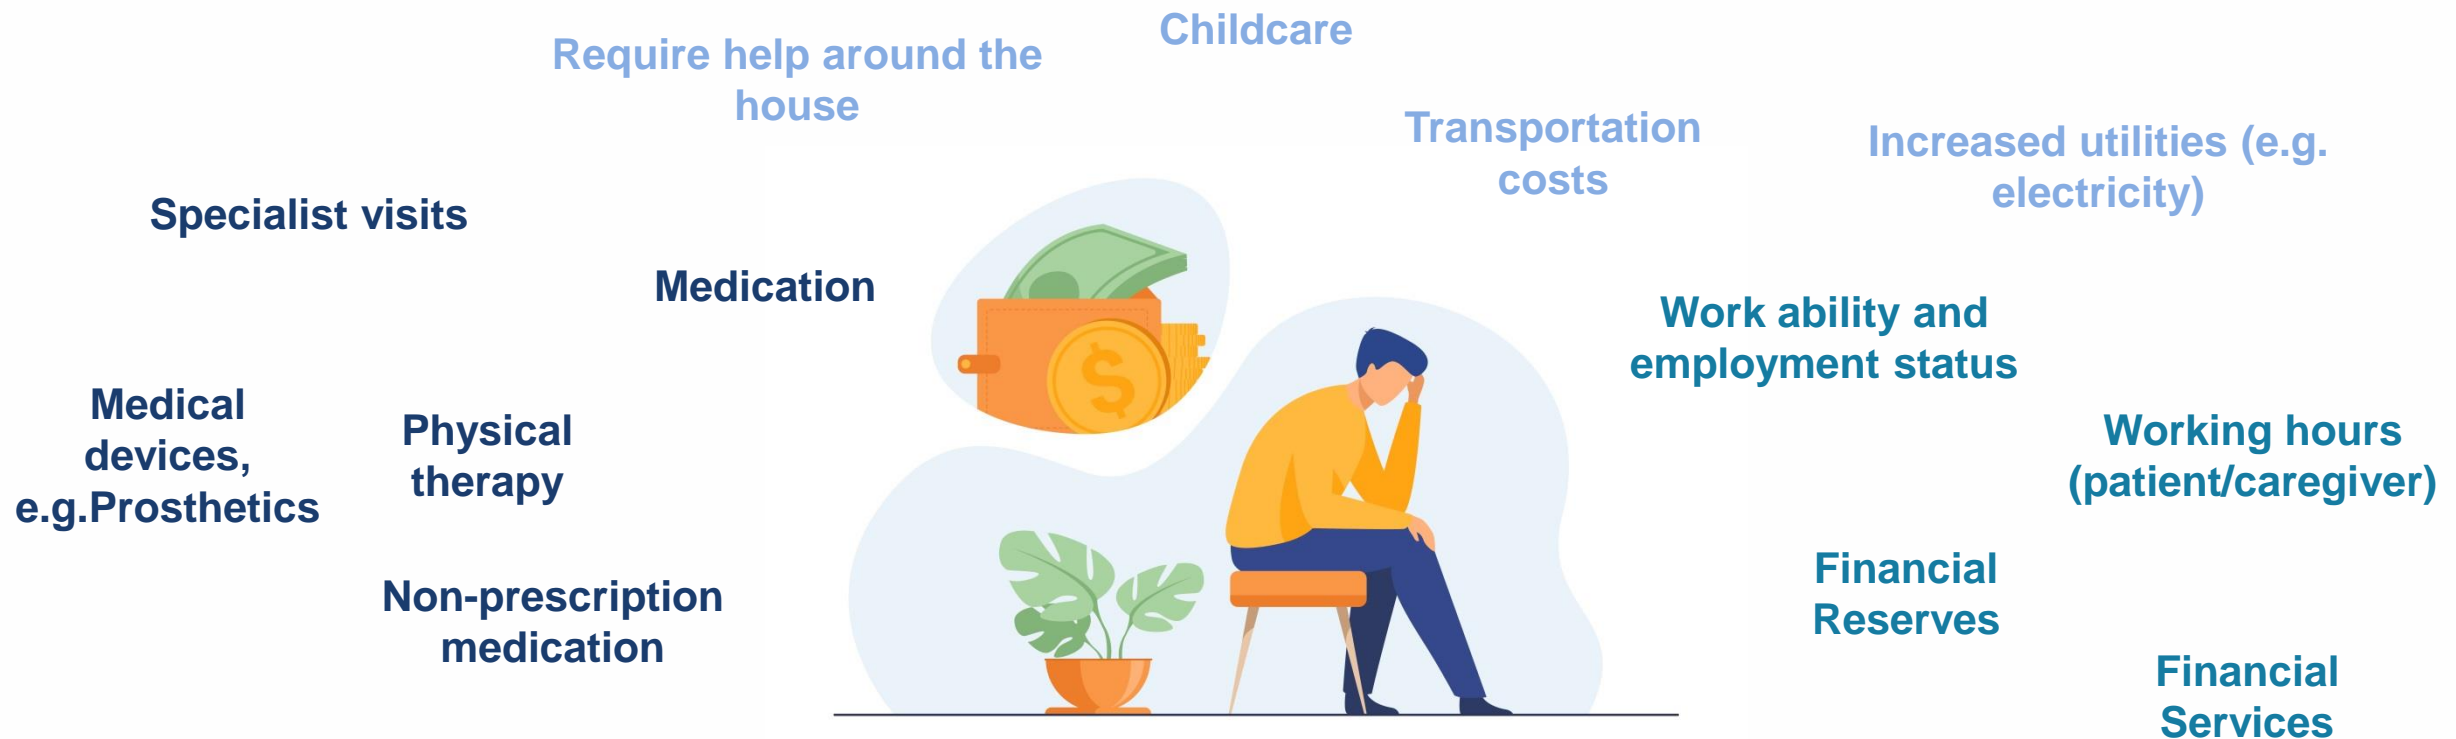 Childcare
Require help around the
house
Transportation
costs
Increased utilities (e.g.
electricity)
Specialist visits
Medication
Medical
devices,
e.g.Prosthetics
Physical
therapy
Non-prescription
medication
Work ability and
employment status
Working hours
(patient/caregiver)
Financial
Reserves
Financial
Services
$